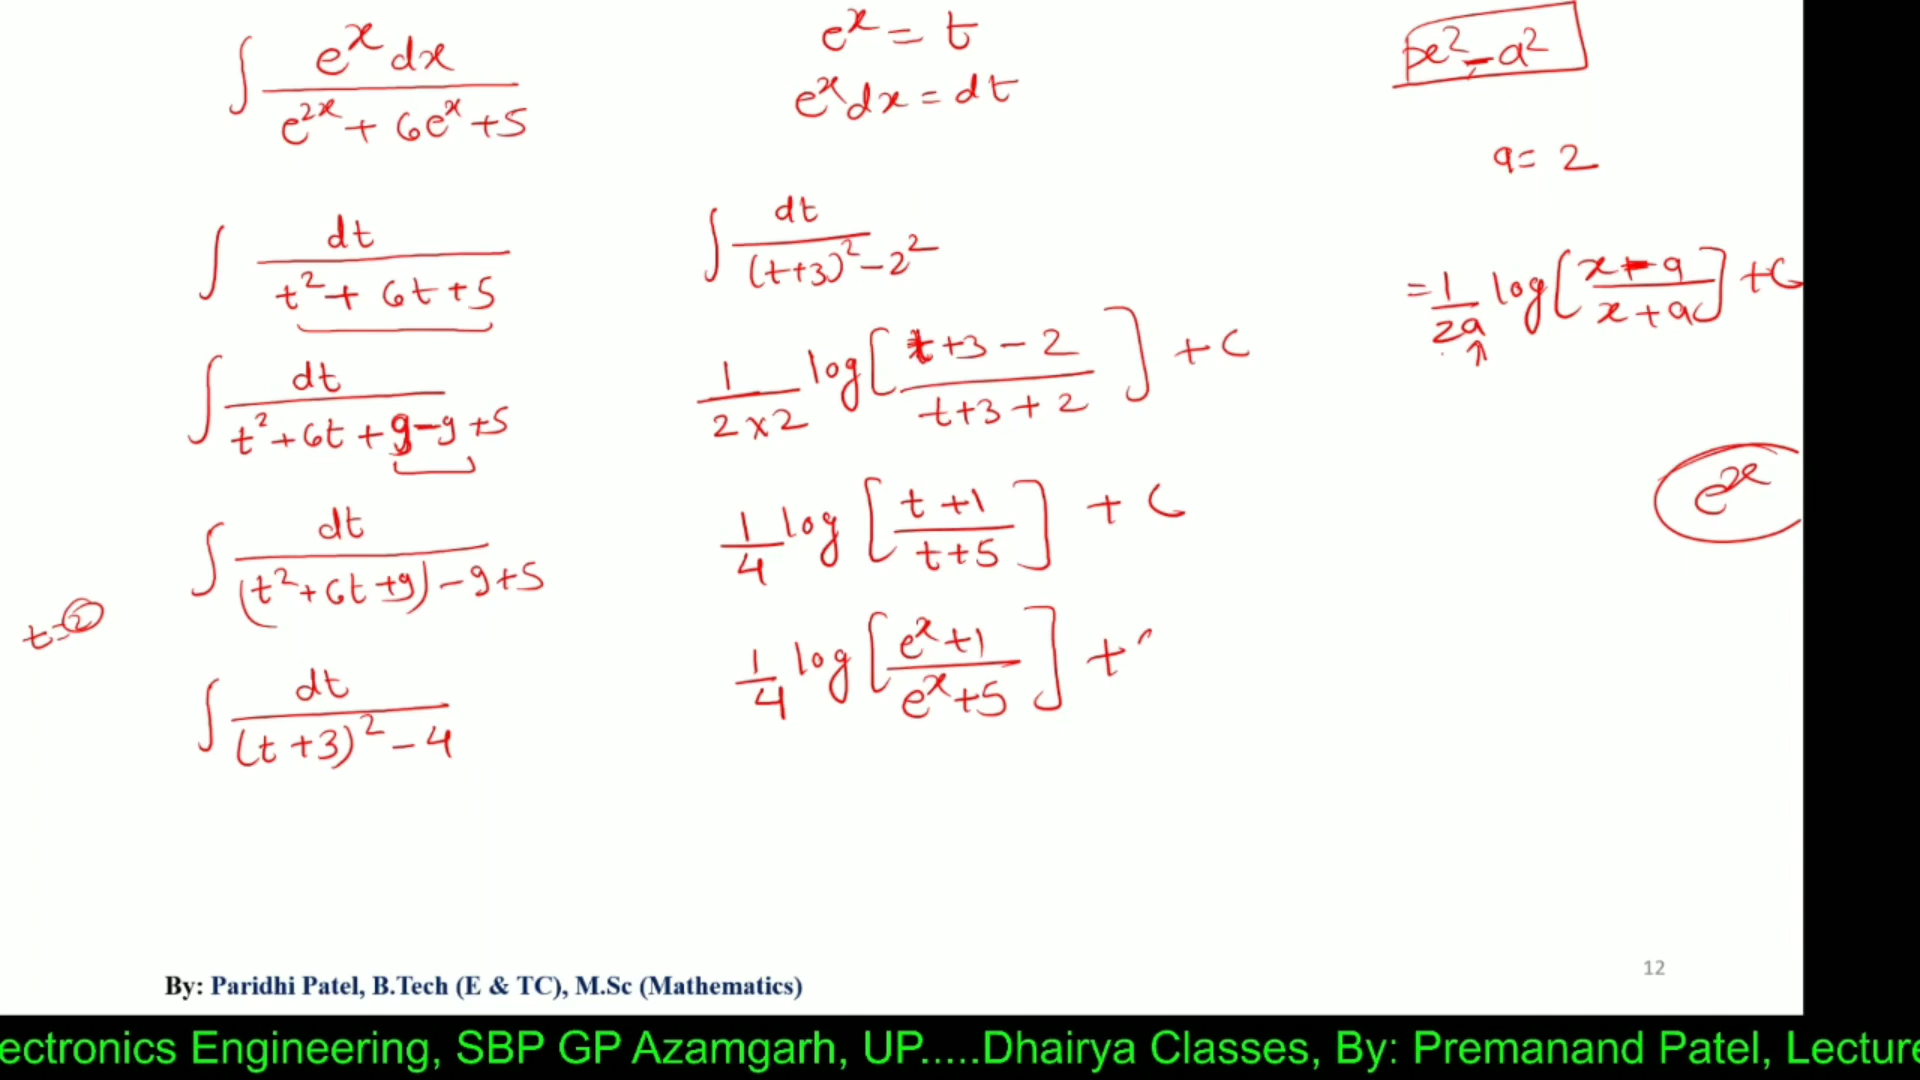 ∫ e^x dx / (e^2x + 6e^x + 5)
∫ dt / (t² + 6t + 5)
∫ dt / (t² + 6t + 9 - 9 + 5)
∫ dt / ((t² + 6t + 9) - 9 + 5)
t = 2
∫ dt / ((t + 3)² - 4)
e^x = t
e^x dx = dt
∫ dt / ((t+3)² - 2²)
1/(2×2) log[(t+3-2)/(t+3+2)] + C
1/4 log[(t+1)/(t+5)] + C
1/4 log[(e^x+1)/(e^x+5)] +
x² - a²
a = 2
= 1/(2a) log[(x-a)/(x+a)] + C
↑
e^x
12
By: Paridhi Patel, B.Tech (E & TC), M.Sc (Mathematics)
ectronics Engineering, SBP GP Azamgarh, UP.....Dhairya Classes, By: Premanand Patel, Lecture